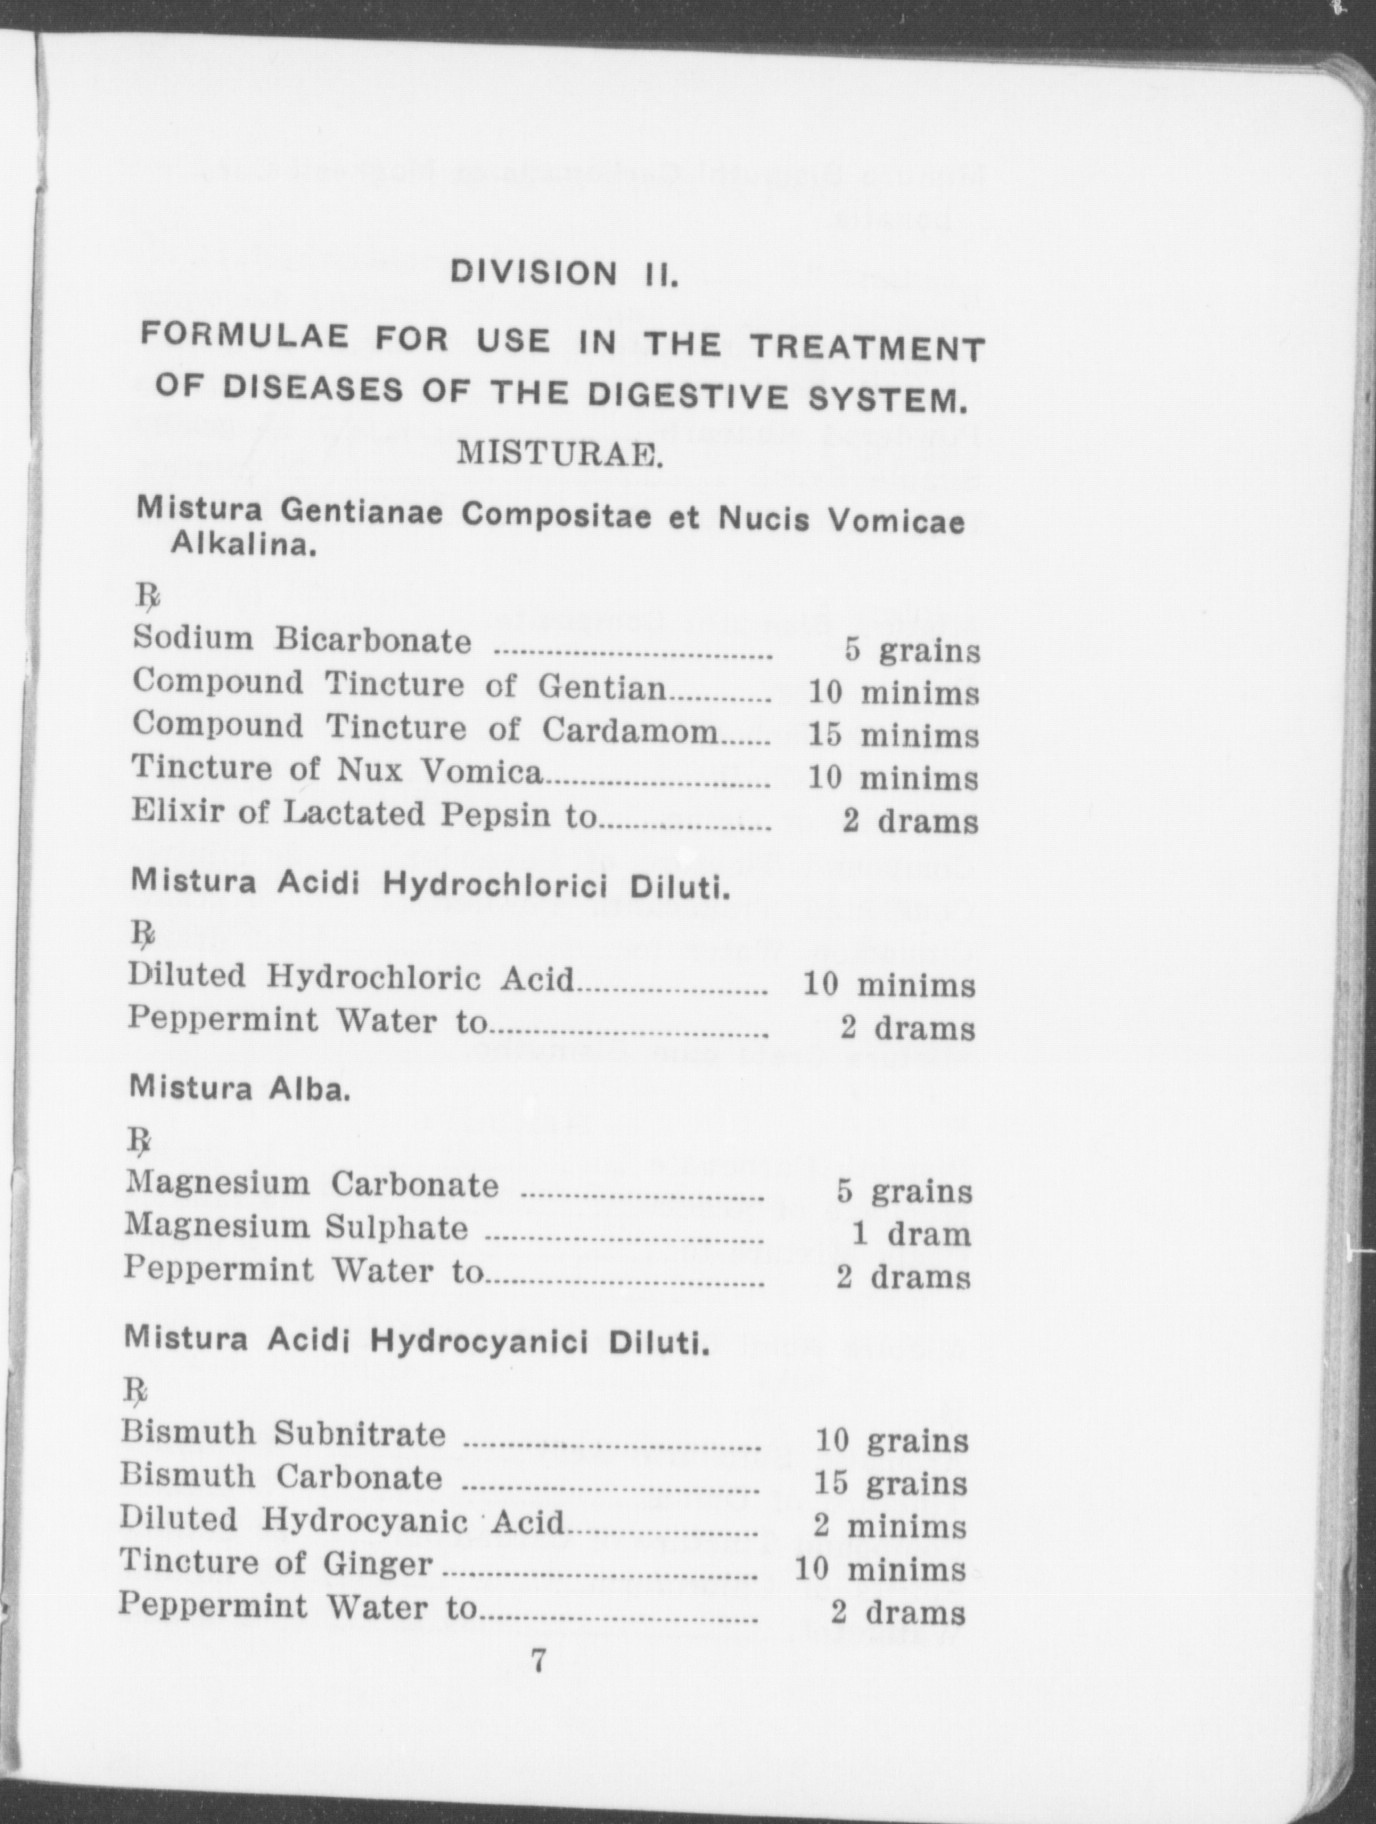 DIVISION II.
FORMULAE FOR USE IN THE TREATMENT
OF DISEASES OF THE DIGESTIVE SYSTEM.
MISTURAE.
Mistura Gentianae Compositae et Nucis Vomicae
Alkalina.
℞
Sodium Bicarbonate ................................ 5 grains
Compound Tincture of Gentian............ 10 minims
Compound Tincture of Cardamom...... 15 minims
Tincture of Nux Vomica.......................... 10 minims
Elixir of Lactated Pepsin to.................... 2 drams
Mistura Acidi Hydrochlorici Diluti.
℞
Diluted Hydrochloric Acid...................... 10 minims
Peppermint Water to................................ 2 drams
Mistura Alba.
℞
Magnesium Carbonate ............................ 5 grains
Magnesium Sulphate ................................ 1 dram
Peppermint Water to................................ 2 drams
Mistura Acidi Hydrocyanici Diluti.
℞
Bismuth Subnitrate .................................. 10 grains
Bismuth Carbonate .................................. 15 grains
Diluted Hydrocyanic Acid...................... 2 minims
Tincture of Ginger.................................... 10 minims
Peppermint Water to................................ 2 drams
7